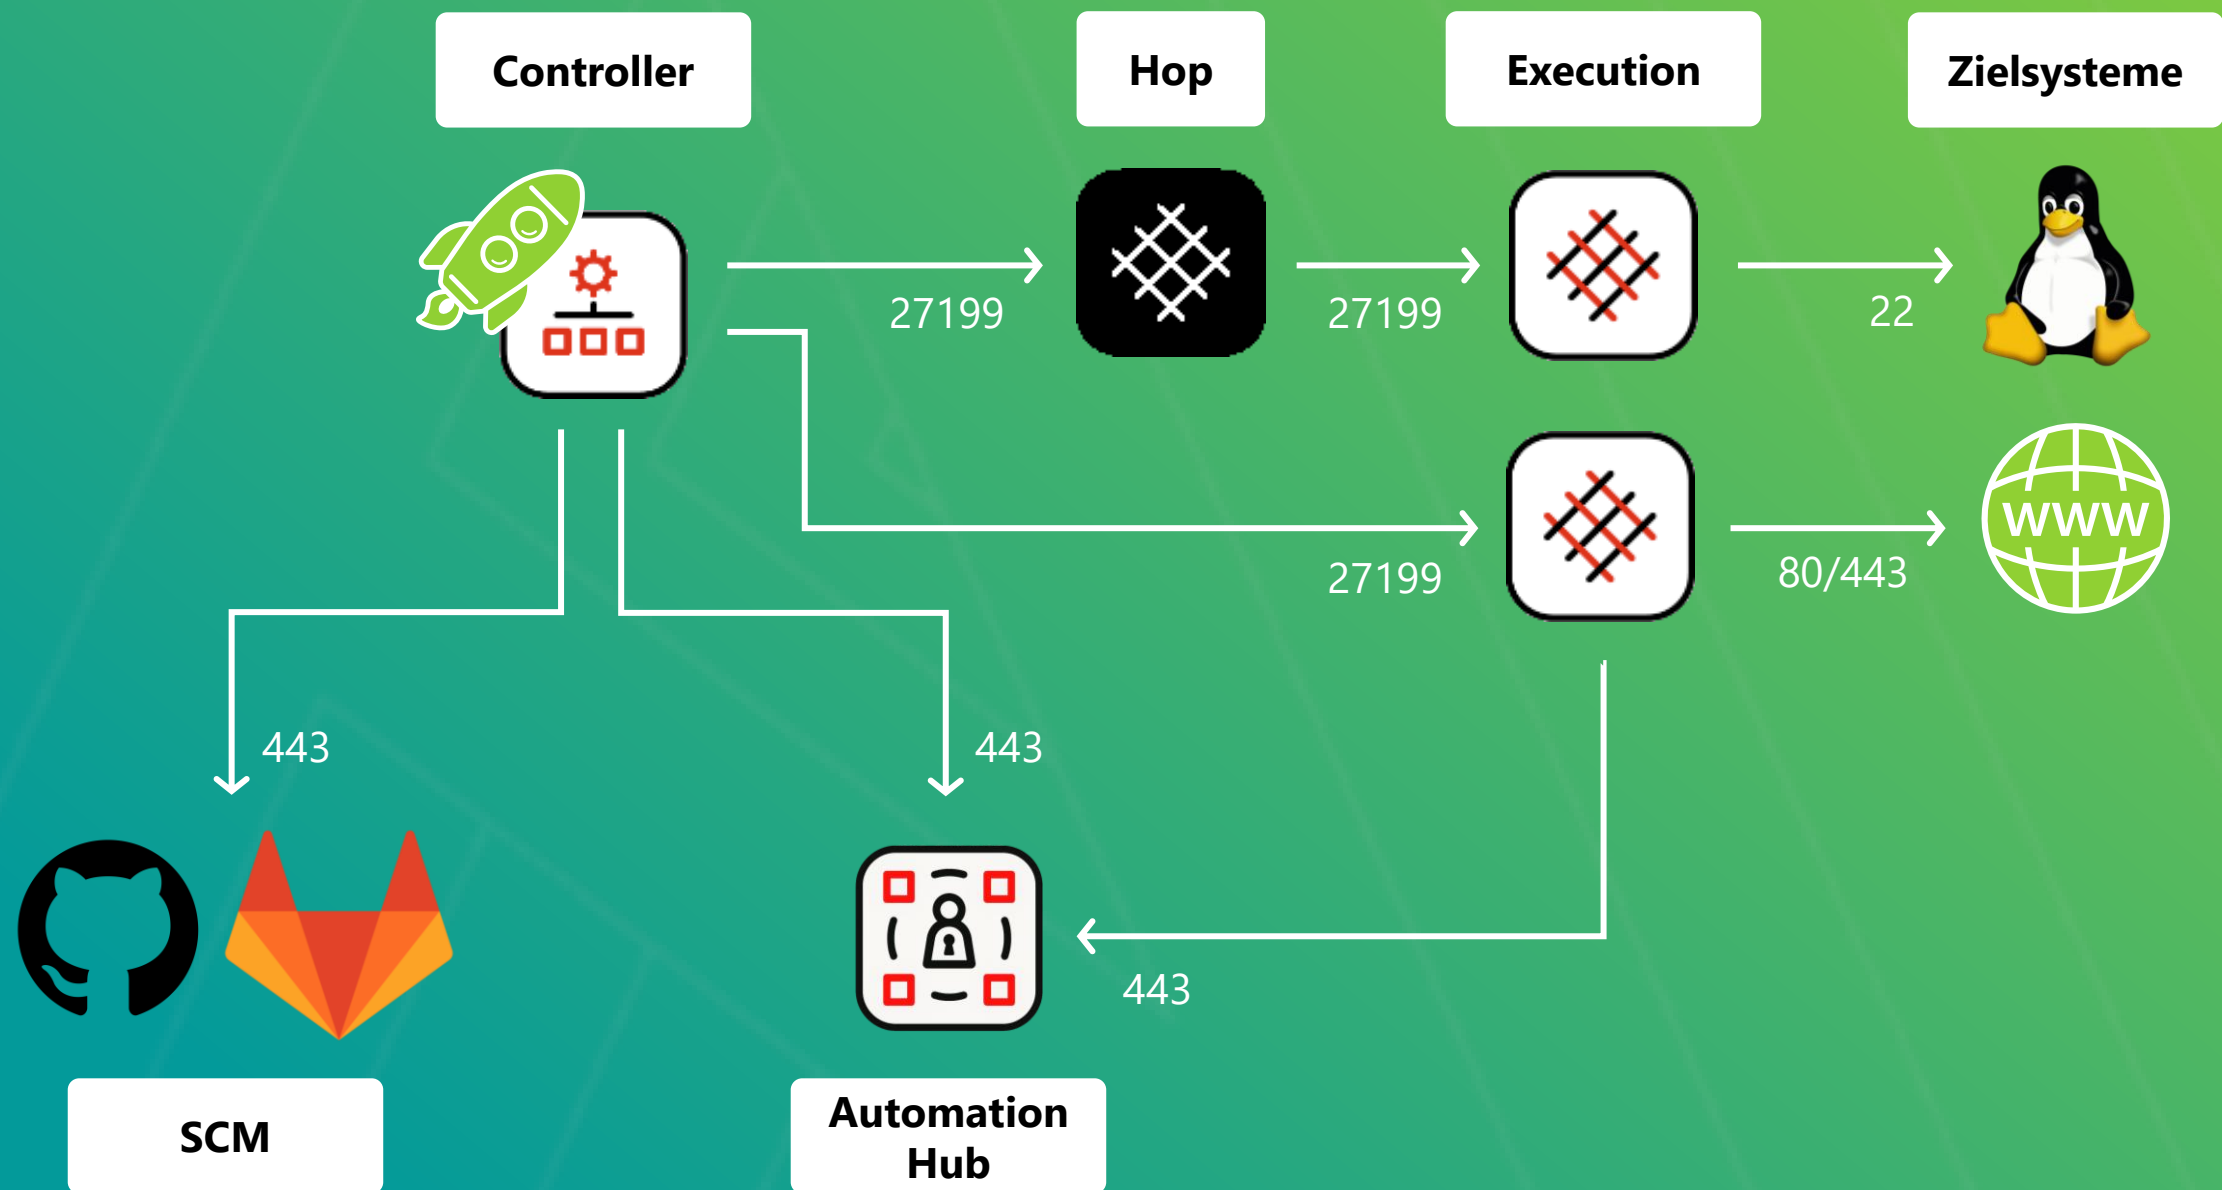 Controller
Hop
Execution
Zielsysteme
27199
27199
22
WWW
27199
80/443
443
443
443
SCM
Automation
Hub